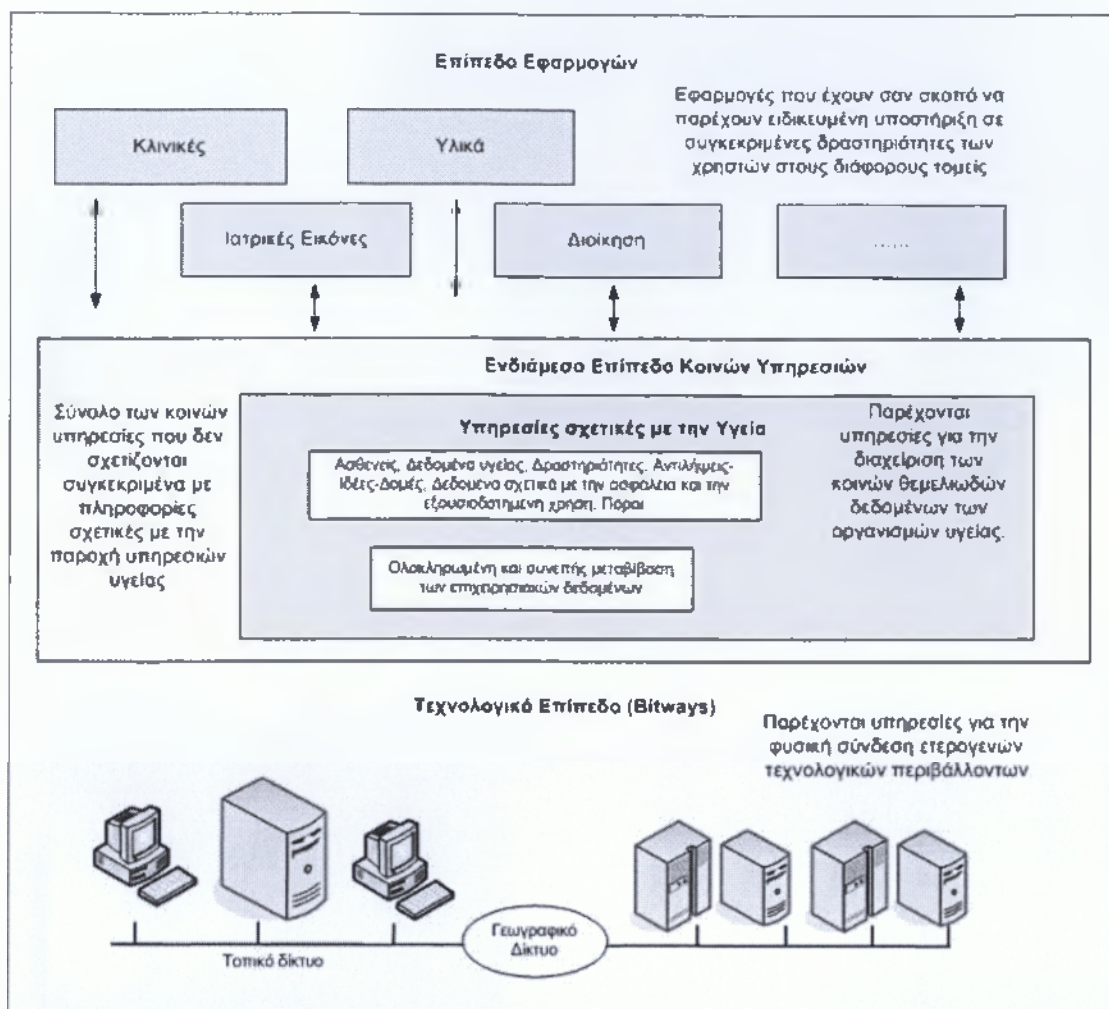 Επίπεδο Εφαρμογών
Εφαρμογές που έχουν σαν σκοπό να
παρέχουν ειδικευμένη υποστήριξη σε
συγκεκριμένες δραστηριότητες των
χρηστών στους διάφορους τομείς
Κλινικές
Υλικά
Ιατρικές Εικόνες
Διοίκηση
......
Ενδιάμεσο Επίπεδο Κοινών Υπηρεσιών
Σύνολο των κοινών
υπηρεσίες που δεν
σχετίζονται
συγκεκριμένα με
πληροφορίες
σχετικές με την
παροχή υπηρεσιών
υγείας
Υπηρεσίες σχετικές με την Υγεία
Ασθενείς, Δεδομένα υγείας, Δραστηριότητες, Αντιλήψεις-
Ιδέες-Δομές, Δεδομένα σχετικά με την ασφάλεια και την
εξουσιοδοτημένη χρήση, Πόροι
Ολοκληρωμένη και συνεπής μεταβίβαση
των επιχειρησιακών δεδομένων
Παρέχονται
υπηρεσίες για την
διαχείριση των
κοινών θεμελιωδών
δεδομένων των
οργανισμών υγείας.
Τεχνολογικό Επίπεδο (Bitways)
Παρέχονται υπηρεσίες για την
φυσική σύνδεση ετερογενών
τεχνολογικών περιβάλλοντων
Τοπικό δίκτυο
Γεωγραφικό
Δίκτυο